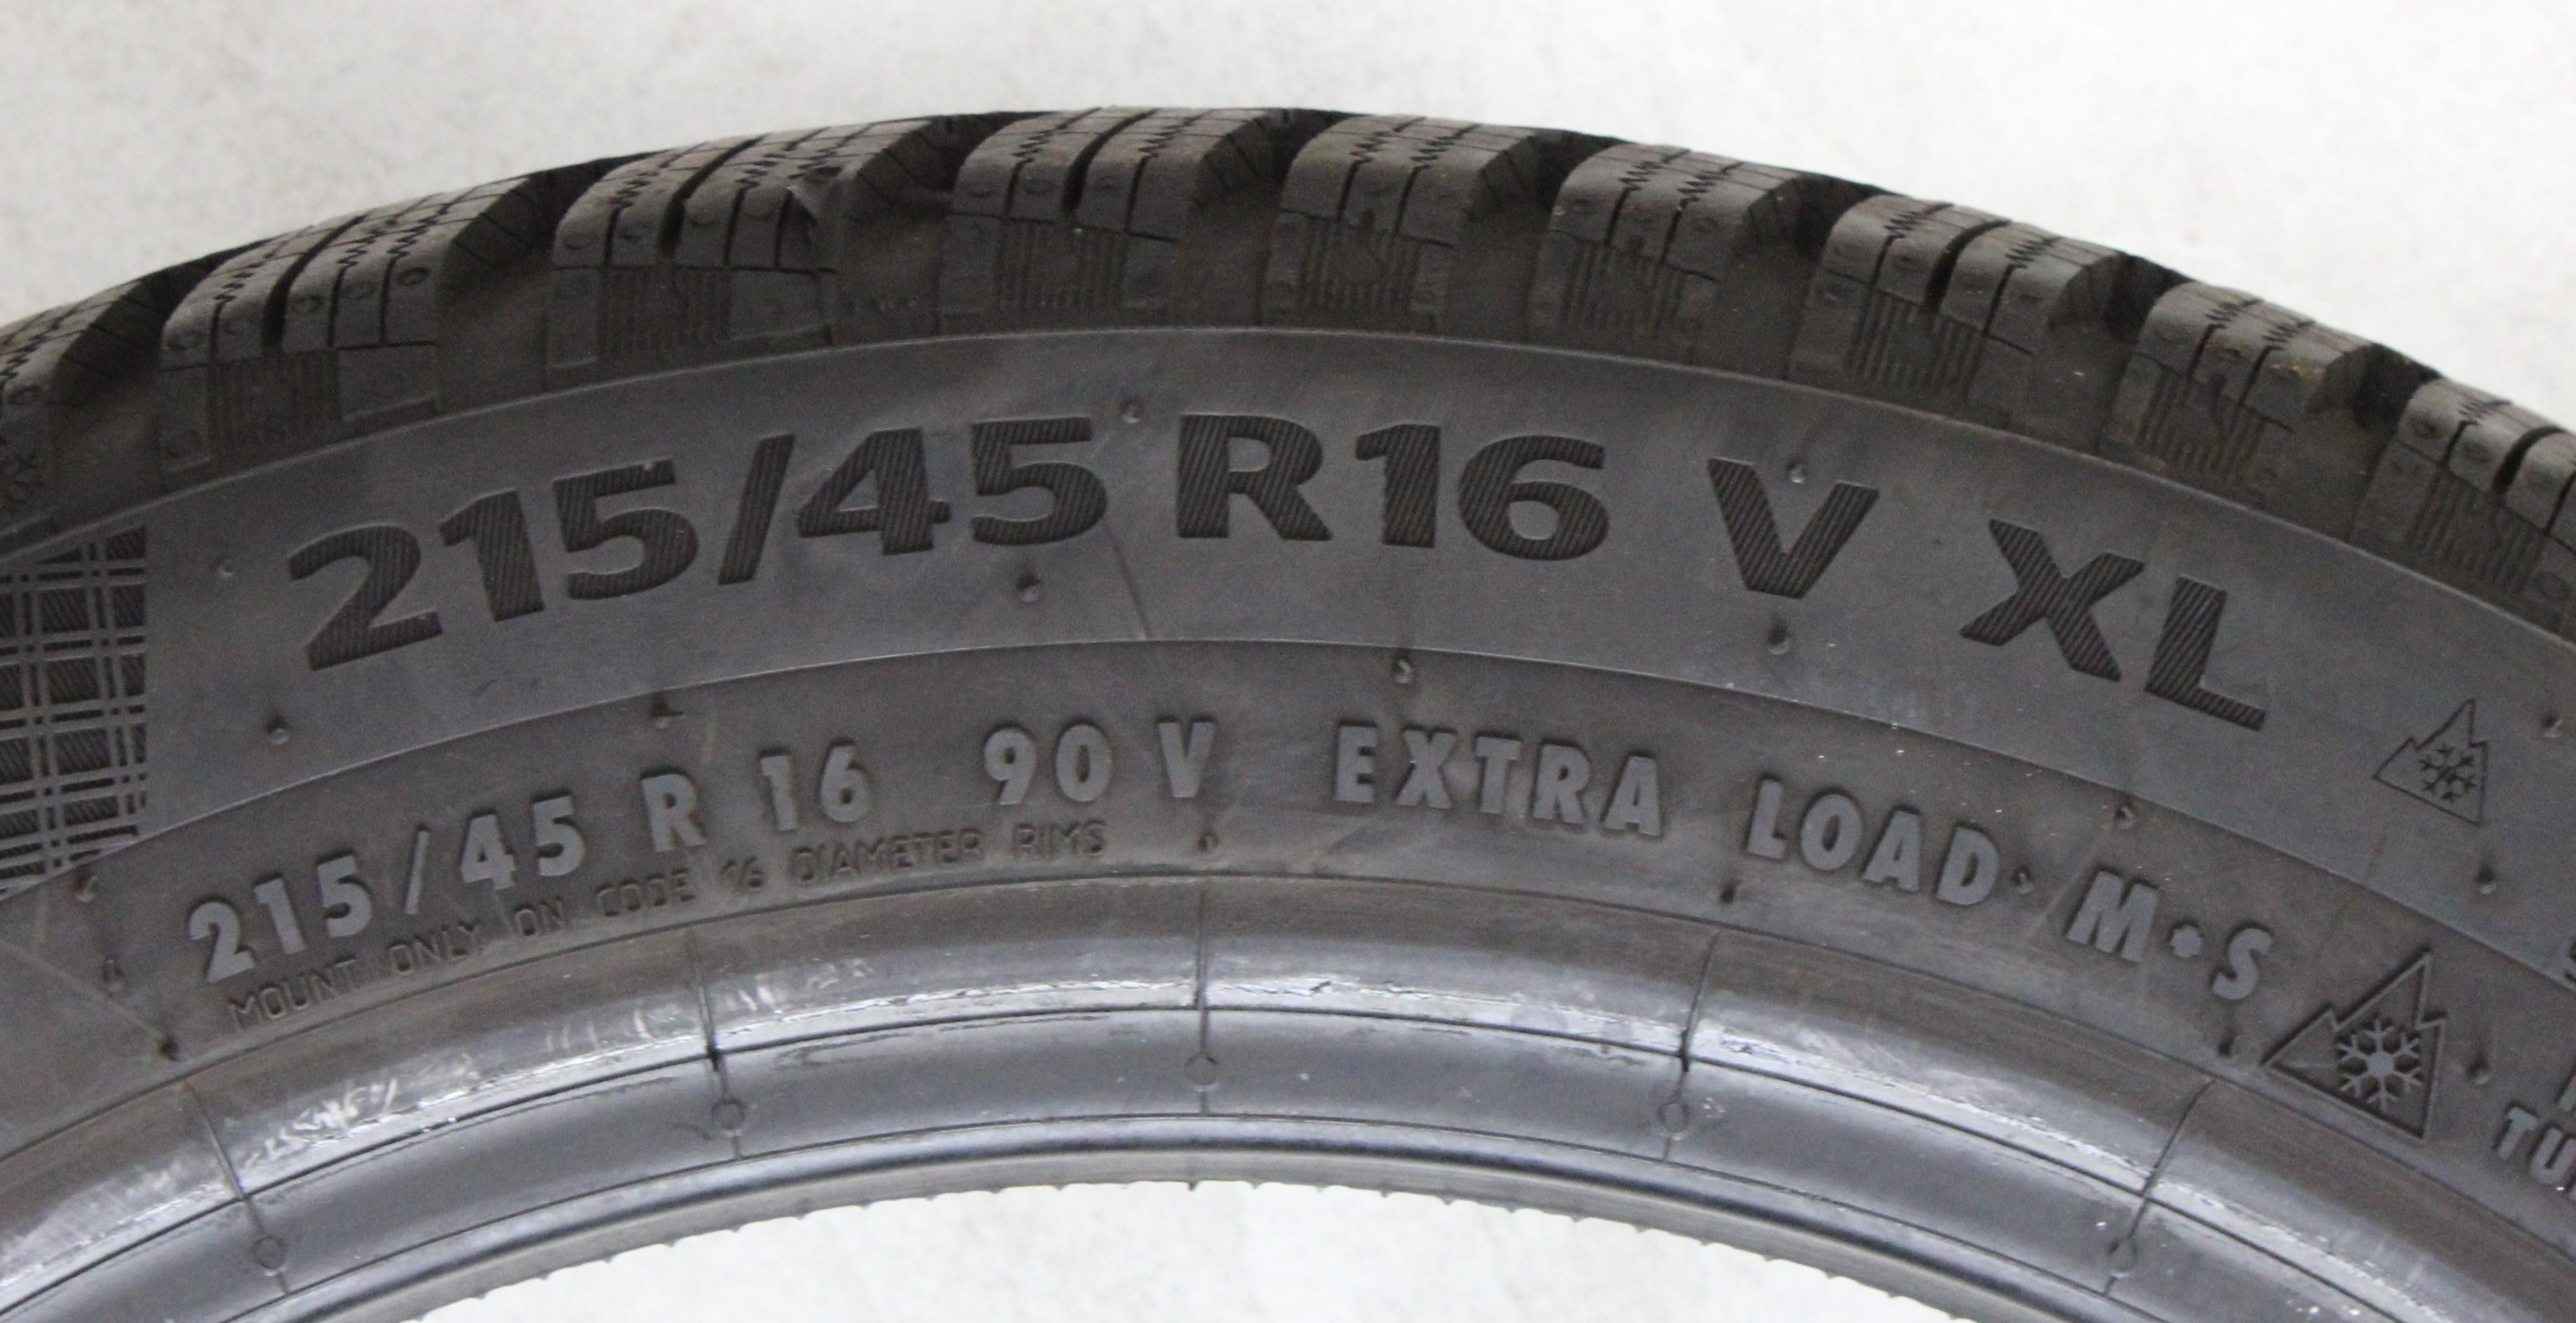 215/45 R16 V XL
215/45 R 16 90 V EXTRA LOAD · M•S
MOUNT ONLY ON CODE 16 DIAMETER RIMS